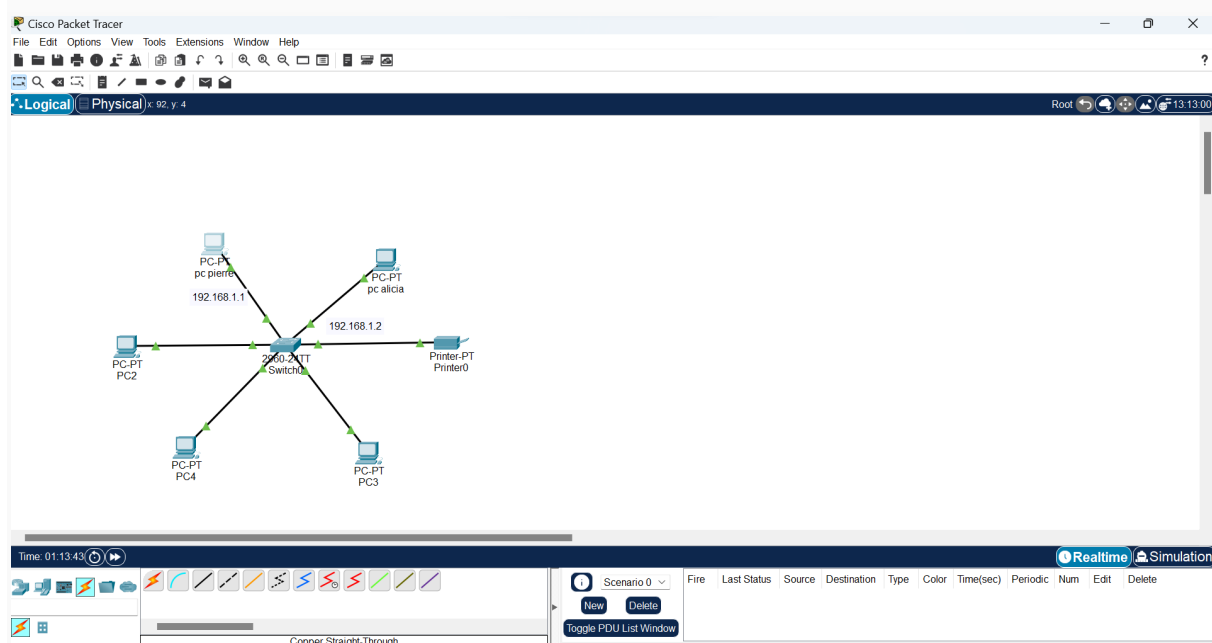 Cisco Packet Tracer
File Edit Options View Tools Extensions Window Help
?
Logical Physical x: 92, y: 4 Root 13:13:00
PC-PT
pc pierre
PC-PT
pc alicia
192.168.1.1
192.168.1.2
PC-PT
PC2
2960-24TT
Switch0
Printer-PT
Printer0
PC-PT
PC4
PC-PT
PC3
Time: 01:13:43 Realtime Simulation
Scenario 0 Fire Last Status Source Destination Type Color Time(sec) Periodic Num Edit Delete
New Delete
Toggle PDU List Window
Copper Straight-Through